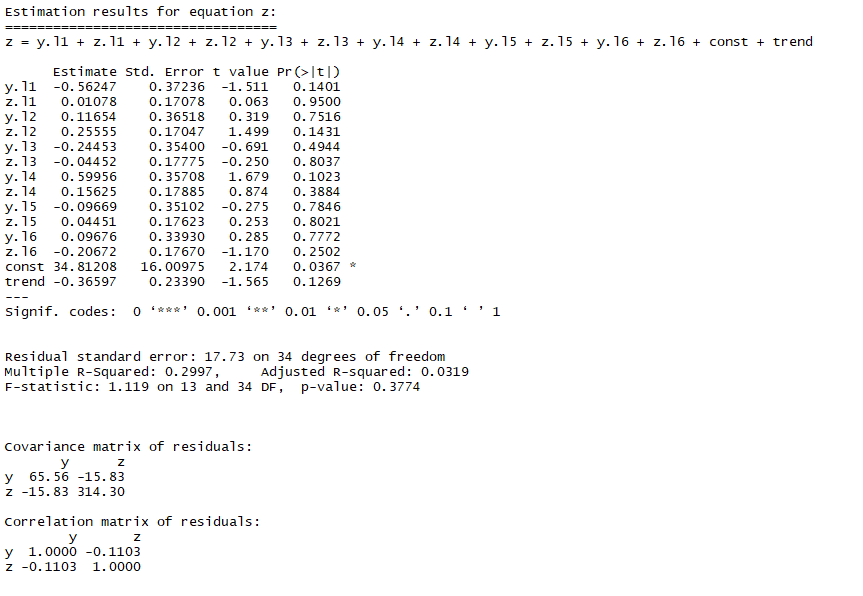 Estimation results for equation z:
==================================
z = y.l1 + z.l1 + y.l2 + z.l2 + y.l3 + z.l3 + y.l4 + z.l4 + y.l5 + z.l5 + y.l6 + z.l6 + const + trend
Estimate Std. Error t value Pr(>|t|)
y.l1 -0.56247 0.37236 -1.511 0.1401
z.l1 0.01078 0.17078 0.063 0.9500
y.l2 0.11654 0.36518 0.319 0.7516
z.l2 0.25555 0.17047 1.499 0.1431
y.l3 -0.24453 0.35400 -0.691 0.4944
z.l3 -0.04452 0.17775 -0.250 0.8037
y.l4 0.59956 0.35708 1.679 0.1023
z.l4 0.15625 0.17885 0.874 0.3884
y.l5 -0.09669 0.35102 -0.275 0.7846
z.l5 0.04451 0.17623 0.253 0.8021
y.l6 0.09676 0.33930 0.285 0.7772
z.l6 -0.20672 0.17670 -1.170 0.2502
const 34.81208 16.00975 2.174 0.0367 *
trend -0.36597 0.23390 -1.565 0.1269
---
Signif. codes: 0 ‘***’ 0.001 ‘**’ 0.01 ‘*’ 0.05 ‘.’ 0.1 ‘ ’ 1
Residual standard error: 17.73 on 34 degrees of freedom
Multiple R-Squared: 0.2997, Adjusted R-squared: 0.0319
F-statistic: 1.119 on 13 and 34 DF, p-value: 0.3774
Covariance matrix of residuals:
y z
y 65.56 -15.83
z -15.83 314.30
Correlation matrix of residuals:
y z
y 1.0000 -0.1103
z -0.1103 1.0000